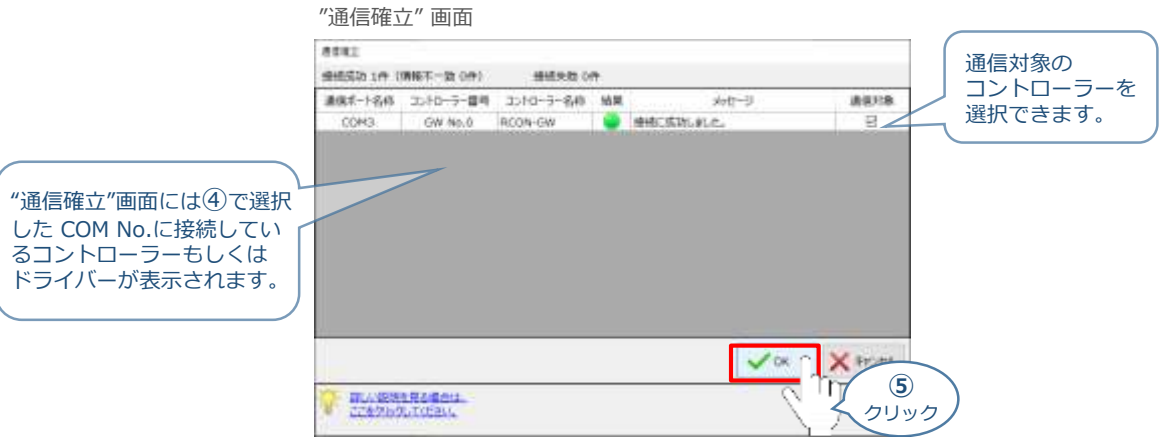 ”通信確立” 画面
通信確立
接続成功 1件 (情報不一致 0件) 接続失敗 0件
通信ポート名称 コントローラー番号 コントローラー名称 結果 メッセージ 通信対象
COM3 GW No.0 RCON-GW 接続に成功しました。
通信対象の
コントローラーを
選択できます。
“通信確立”画面には④で選択
した COM No.に接続してい
るコントローラーもしくは
ドライバーが表示されます。
OK キャンセル
⑤
クリック
詳しい説明を見る場合は、
ここをクリックしてください。